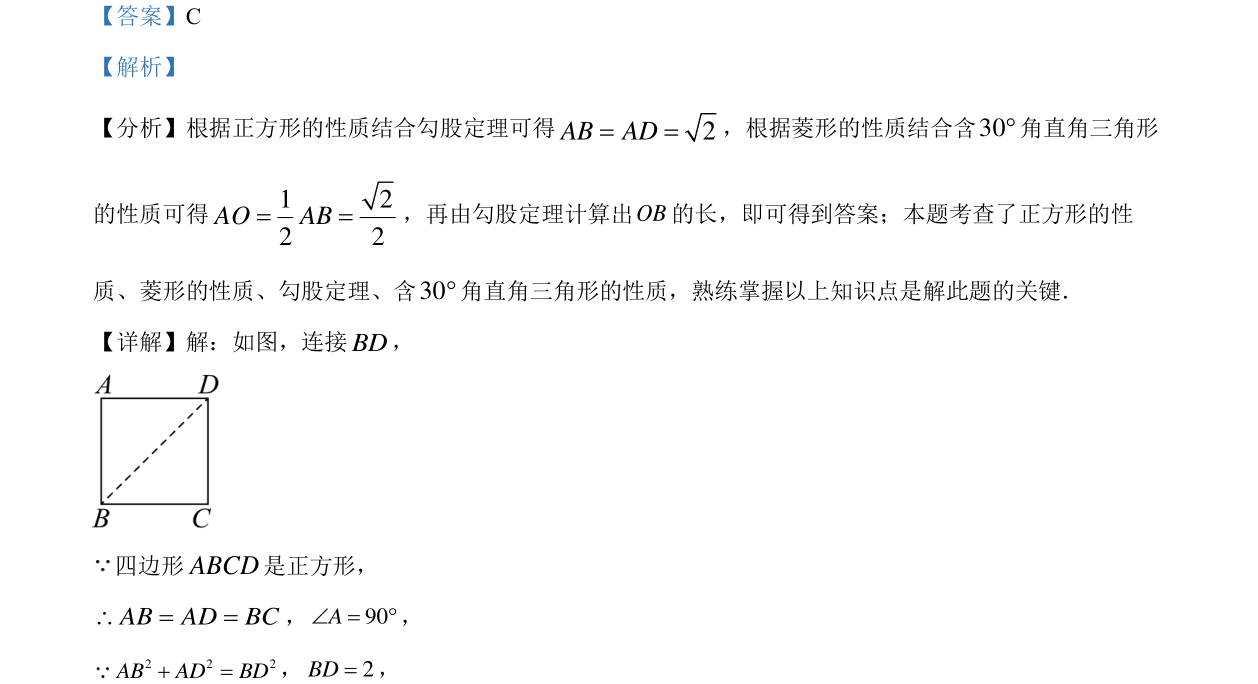 【答案】C
【解析】
【分析】根据正方形的性质结合勾股定理可得 AB = AD = √2，根据菱形的性质结合含30°角直角三角形
的性质可得 AO = 1/2 AB = √2/2，再由勾股定理计算出OB 的长，即可得到答案；本题考查了正方形的性
质、菱形的性质、勾股定理、含30°角直角三角形的性质，熟练掌握以上知识点是解此题的关键．
【详解】解：如图，连接 BD，
A D
B C
∵四边形 ABCD 是正方形，
∴ AB = AD = BC，∠A = 90°，
∵ AB² + AD² = BD²，BD = 2，